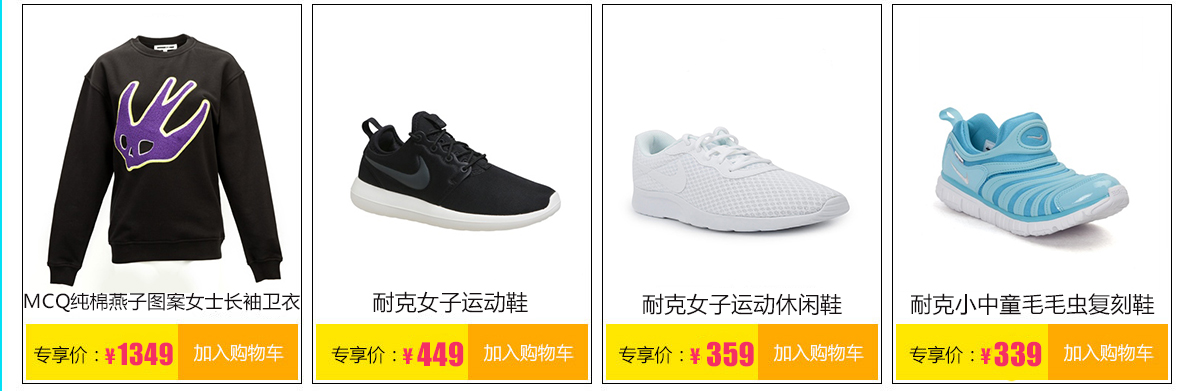 MCQ纯棉燕子图案女士长袖卫衣
专享价：¥1349 加入购物车
耐克女子运动鞋
专享价：¥449 加入购物车
耐克女子运动休闲鞋
专享价：¥ 359 加入购物车
耐克小中童毛毛虫复刻鞋
专享价：¥339 加入购物车